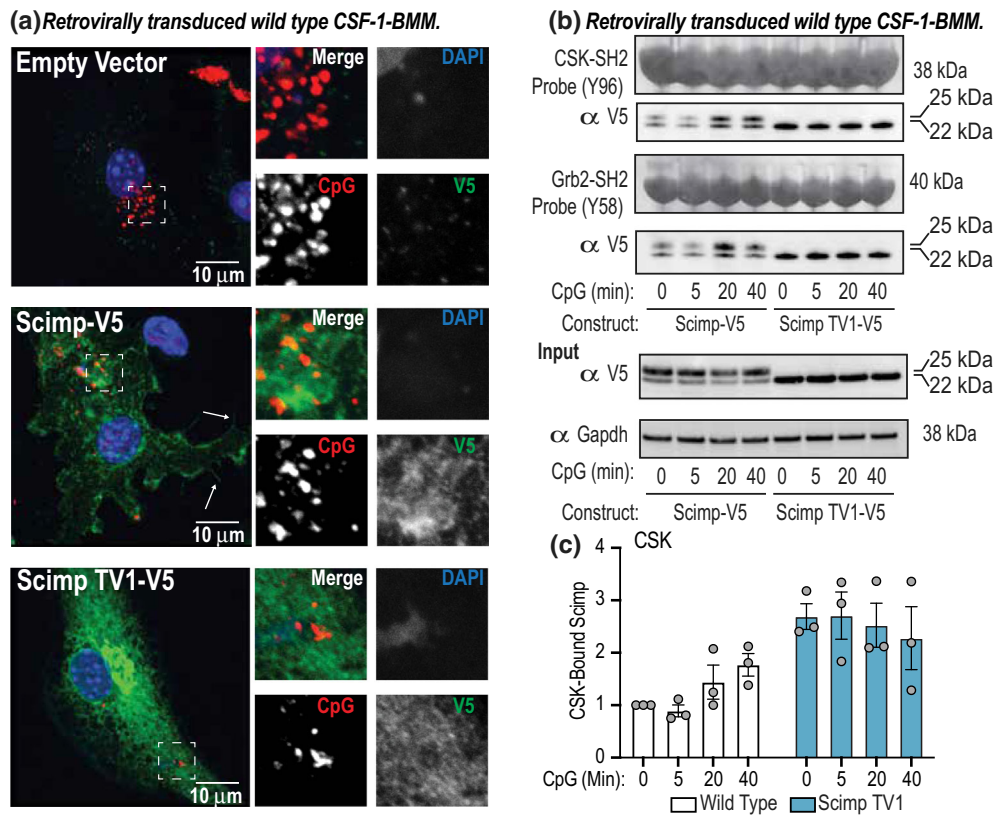 (a) Retrovirally transduced wild type CSF-1-BMM.
Empty Vector
Merge
DAPI
CpG
V5
10 µm
Scimp-V5
Merge
DAPI
CpG
V5
10 µm
Scimp TV1-V5
Merge
DAPI
CpG
V5
10 µm
(b) Retrovirally transduced wild type CSF-1-BMM.
CSK-SH2
Probe (Y96)
38 kDa
α V5
25 kDa
22 kDa
Grb2-SH2
Probe (Y58)
40 kDa
α V5
25 kDa
22 kDa
CpG (min): 0 5 20 40 0 5 20 40
Construct: Scimp-V5 Scimp TV1-V5
Input
α V5
25 kDa
22 kDa
α Gapdh
38 kDa
CpG (min): 0 5 20 40 0 5 20 40
Construct: Scimp-V5 Scimp TV1-V5
(c) CSK
CSK-Bound Scimp
4
3
2
1
0
CpG (Min): 0 5 20 40 0 5 20 40
Wild Type Scimp TV1